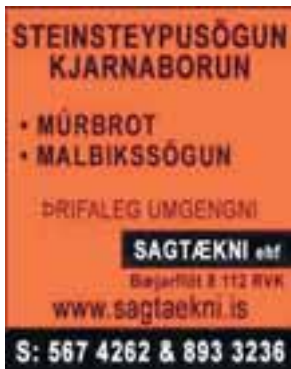 STEINSTEYPUSÖGUN
KJARNABORUN
• MÚRBROT
• MALBIKSSÖGUN
ÞRIFALEG UMGENGNI
SAGTÆKNI ehf
Bæjarflöt 8 112 RVK
www.sagtaekni.is
S: 567 4262 & 893 3236